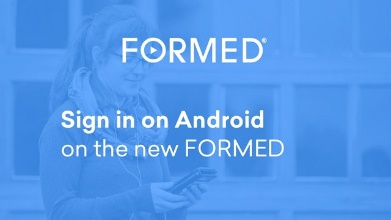 FORMED®
Sign in on Android
on the new FORMED